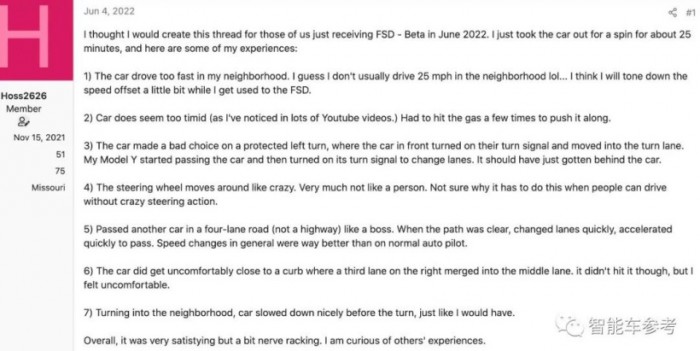 H
Hoss2626
Member
Nov 15, 2021
51
75
Missouri
Jun 4, 2022
#1
I thought I would create this thread for those of us just receiving FSD - Beta in June 2022. I just took the car out for a spin for about 25
minutes, and here are some of my experiences:
1) The car drove too fast in my neighborhood. I guess I don't usually drive 25 mph in the neighborhood lol... I think I will tone down the
speed offset a little bit while I get used to the FSD.
2) Car does seem too timid (as I've noticed in lots of Youtube videos.) Had to hit the gas a few times to push it along.
3) The car made a bad choice on a protected left turn, where the car in front turned on their turn signal and moved into the turn lane.
My Model Y started passing the car and then turned on its turn signal to change lanes. It should have just gotten behind the car.
4) The steering wheel moves around like crazy. Very much not like a person. Not sure why it has to do this when people can drive
without crazy steering action.
5) Passed another car in a four-lane road (not a highway) like a boss. When the path was clear, changed lanes quickly, accelerated
quickly to pass. Speed changes in general were way better than on normal auto pilot.
6) The car did get uncomfortably close to a curb where a third lane on the right merged into the middle lane. it didn't hit it though, but I
felt uncomfortable.
7) Turning into the neighborhood, car slowed down nicely before the turn, just like I would have.
Overall, it was very satistying but a bit nerve racking. I am curious of others' experiences.
智能车参考